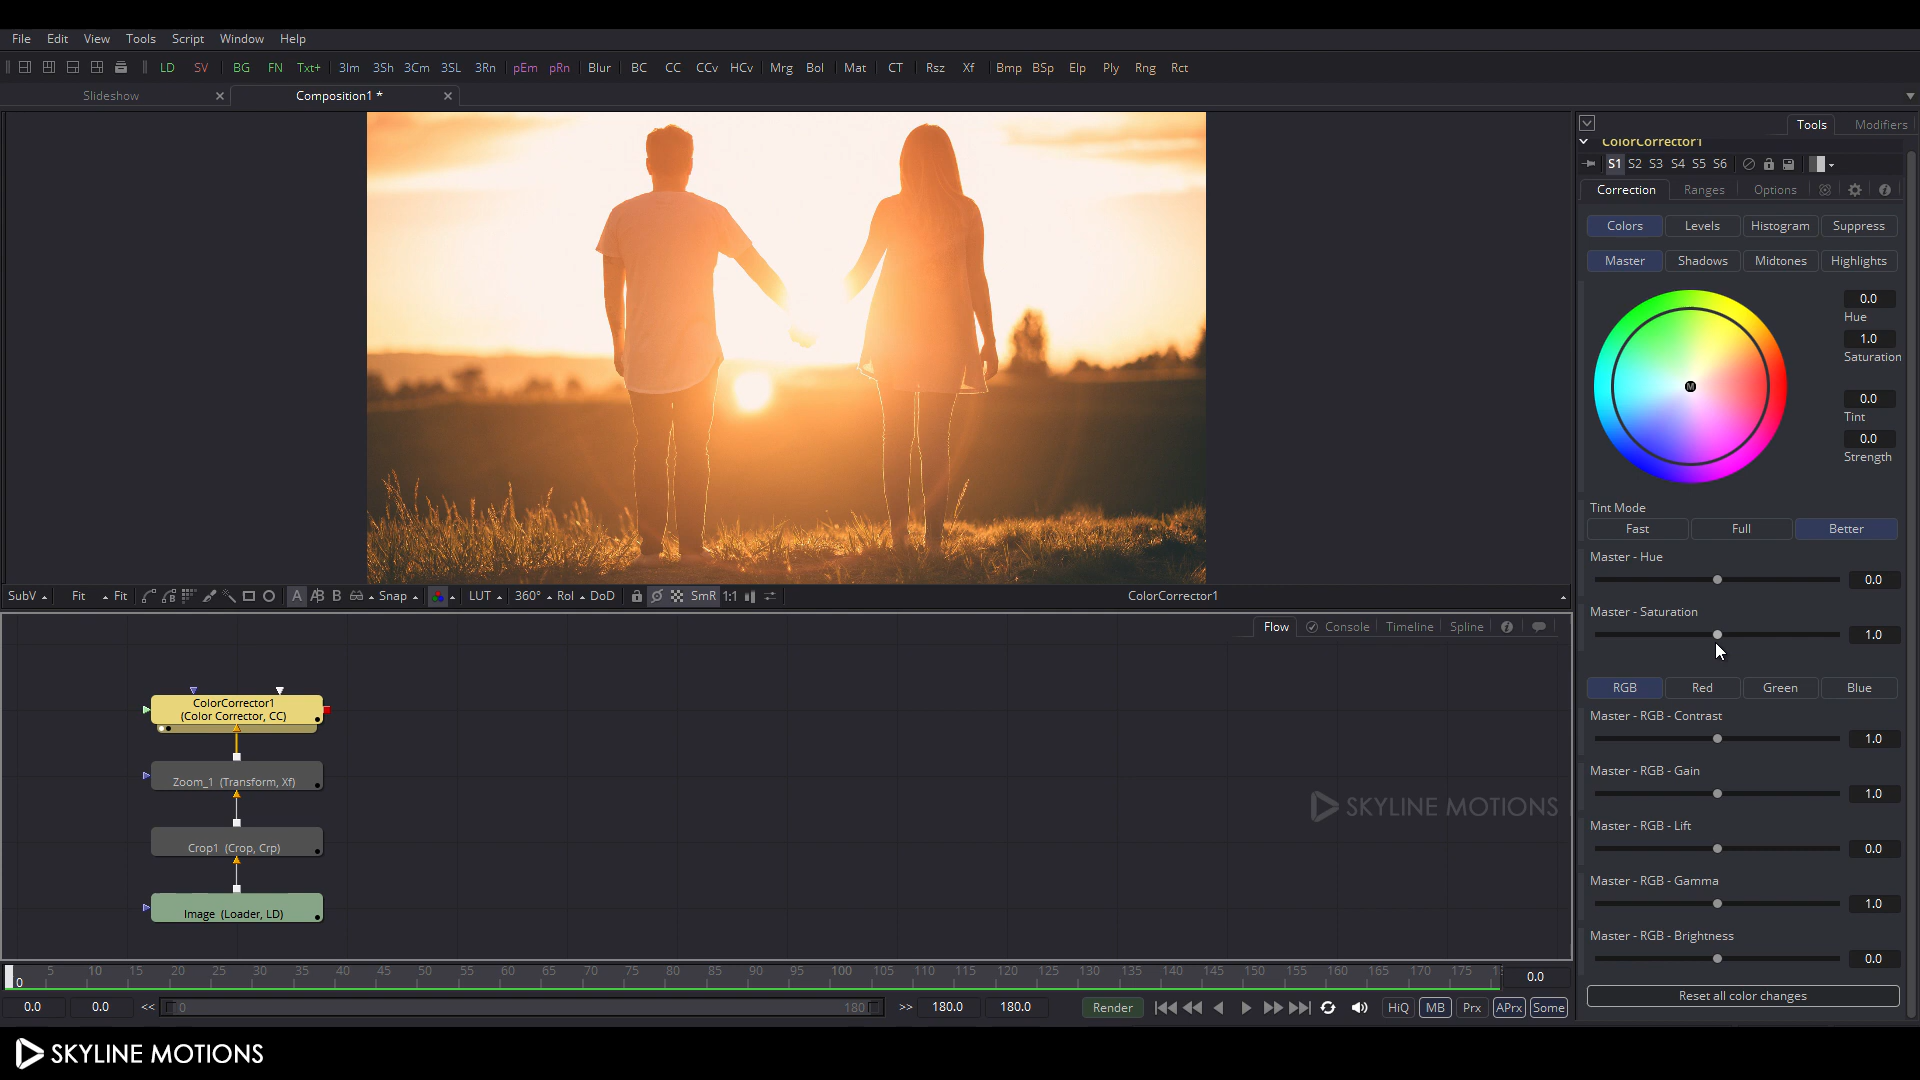 File Edit View Tools Script Window Help
LD SV BG FN Txt+ 3Im 3Sh 3Cm 3SL 3Rn pEm pRn Blur BC CC CCv HCv Mrg Bol Mat CT Rsz Xf Bmp BSp Elp Ply Rng Rct
Slideshow Composition1 *
Tools Modifiers
ColorCorrector1
S1 S2 S3 S4 S5 S6
Correction Ranges Options
Colors Levels Histogram Suppress
Master Shadows Midtones Highlights
0.0
Hue
1.0
Saturation
M
0.0
Tint
0.0
Strength
Tint Mode
Fast Full Better
Master - Hue
0.0
Master - Saturation
1.0
RGB Red Green Blue
Master - RGB - Contrast
1.0
Master - RGB - Gain
1.0
Master - RGB - Lift
0.0
Master - RGB - Gamma
1.0
Master - RGB - Brightness
0.0
Reset all color changes
SubV Fit Fit A AB B Snap LUT 360° RoI DoD SmR 1:1 ColorCorrector1
Flow Console Timeline Spline
ColorCorrector1
(Color Corrector, CC)
Zoom_1 (Transform, Xf)
Crop1 (Crop, Crp)
Image (Loader, LD)
SKYLINE MOTIONS
0 5 10 15 20 25 30 35 40 45 50 55 60 65 70 75 80 85 90 95 100 105 110 115 120 125 130 135 140 145 150 155 160 165 170 175 0.0
0.0 0.0 << 0 180 >> 180.0 180.0 Render HiQ MB Prx APrx Some
SKYLINE MOTIONS